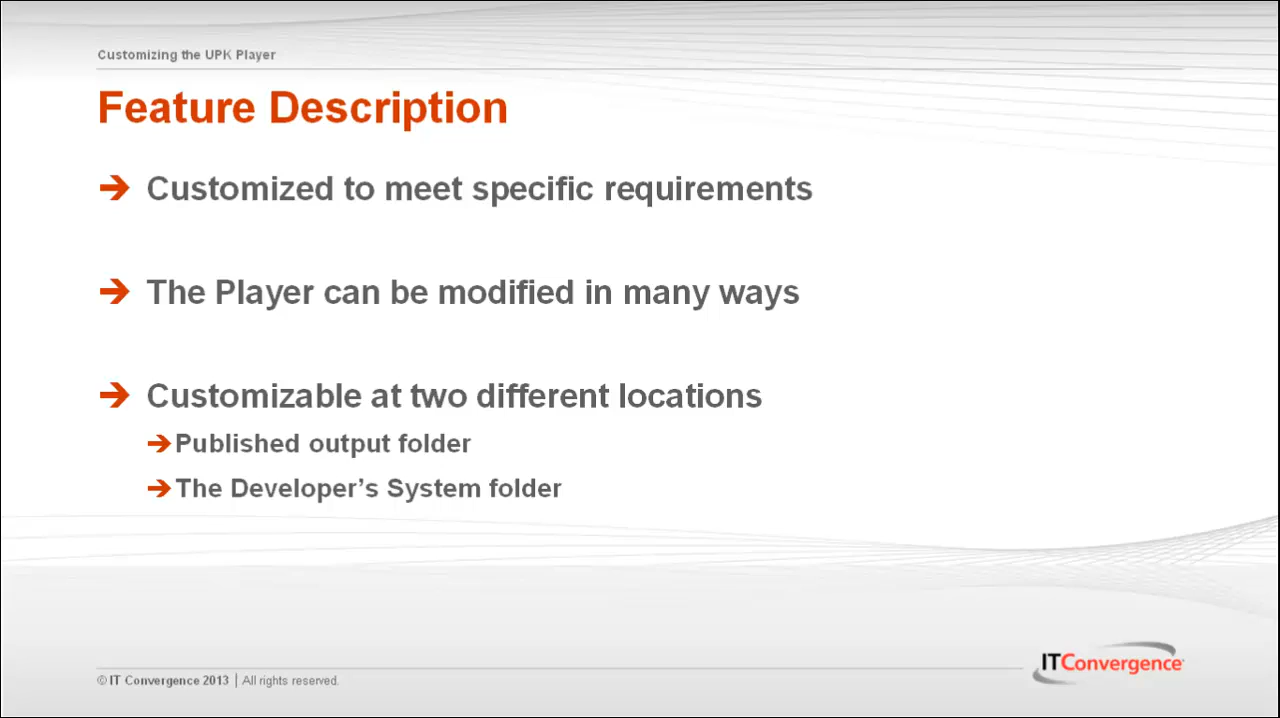 Customizing the UPK Player
Feature Description
Customized to meet specific requirements
The Player can be modified in many ways
Customizable at two different locations
Published output folder
The Developer’s System folder
© IT Convergence 2013 | All rights reserved.
ITConvergence